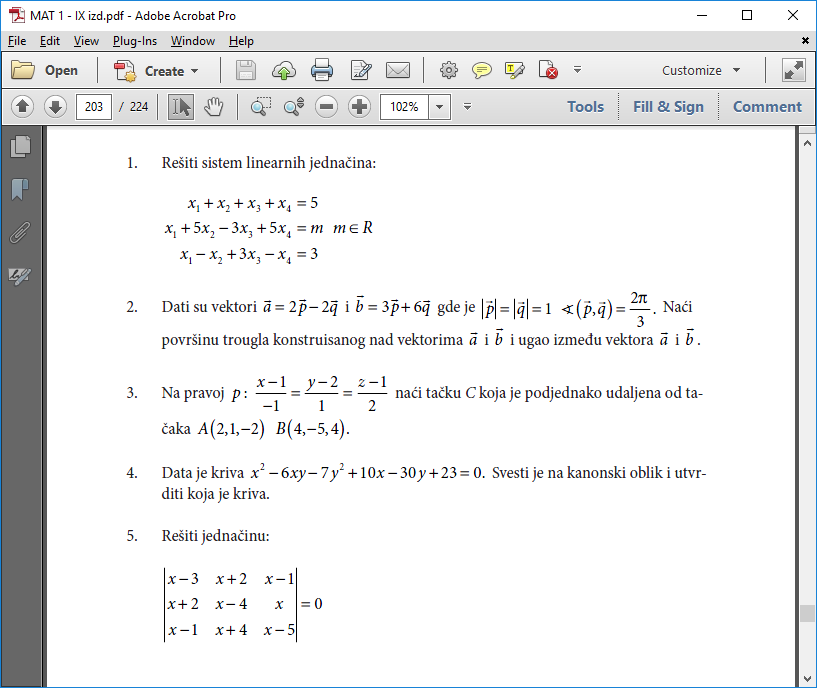 MAT 1 - IX izd.pdf - Adobe Acrobat Pro
File Edit View Plug-Ins Window Help
Open Create Customize
203 / 224 102% Tools Fill & Sign Comment
1. Rešiti sistem linearnih jednačina:
x₁ + x₂ + x₃ + x₄ = 5
x₁ + 5x₂ − 3x₃ + 5x₄ = m m ∈ R
x₁ − x₂ + 3x₃ − x₄ = 3
2. Dati su vektori a⃗ = 2p⃗ − 2q⃗ i b⃗ = 3p⃗ + 6q⃗ gde je |p⃗| = |q⃗| = 1 ∢(p⃗, q⃗) = 2π/3. Naći
površinu trougla konstruisanog nad vektorima a⃗ i b⃗ i ugao između vektora a⃗ i b⃗.
3. Na pravoj p: (x−1)/−1 = (y−2)/1 = (z−1)/2 naći tačku C koja je podjednako udaljena od ta-
čaka A(2,1,−2) B(4,−5,4).
4. Data je kriva x² − 6xy − 7y² + 10x − 30y + 23 = 0. Svesti je na kanonski oblik i utvr-
diti koja je kriva.
5. Rešiti jednačinu:
|x−3 x+2 x−1|
|x+2 x−4 x| = 0
|x−1 x+4 x−5|